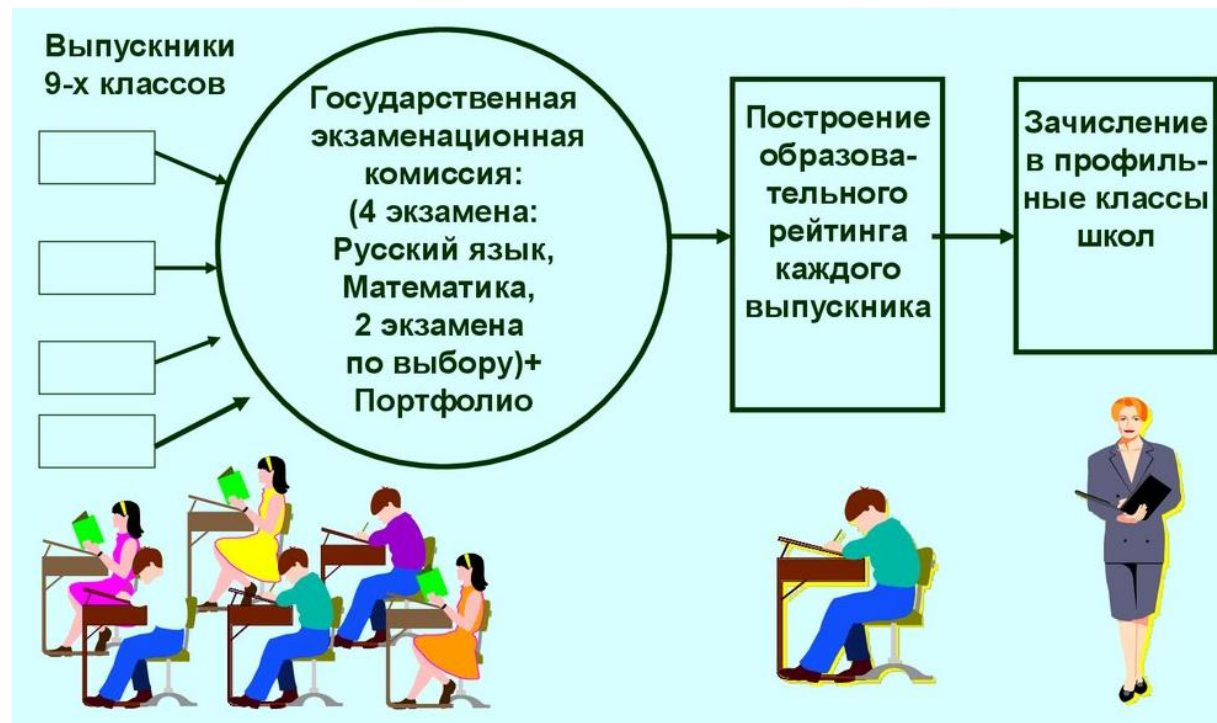 Выпускники
9-х классов
Государственная
экзаменационная
комиссия:
(4 экзамена:
Русский язык,
Математика,
2 экзамена
по выбору)+
Портфолио
Построение
образова-
тельного
рейтинга
каждого
выпускника
Зачисление
в профиль-
ные классы
школ